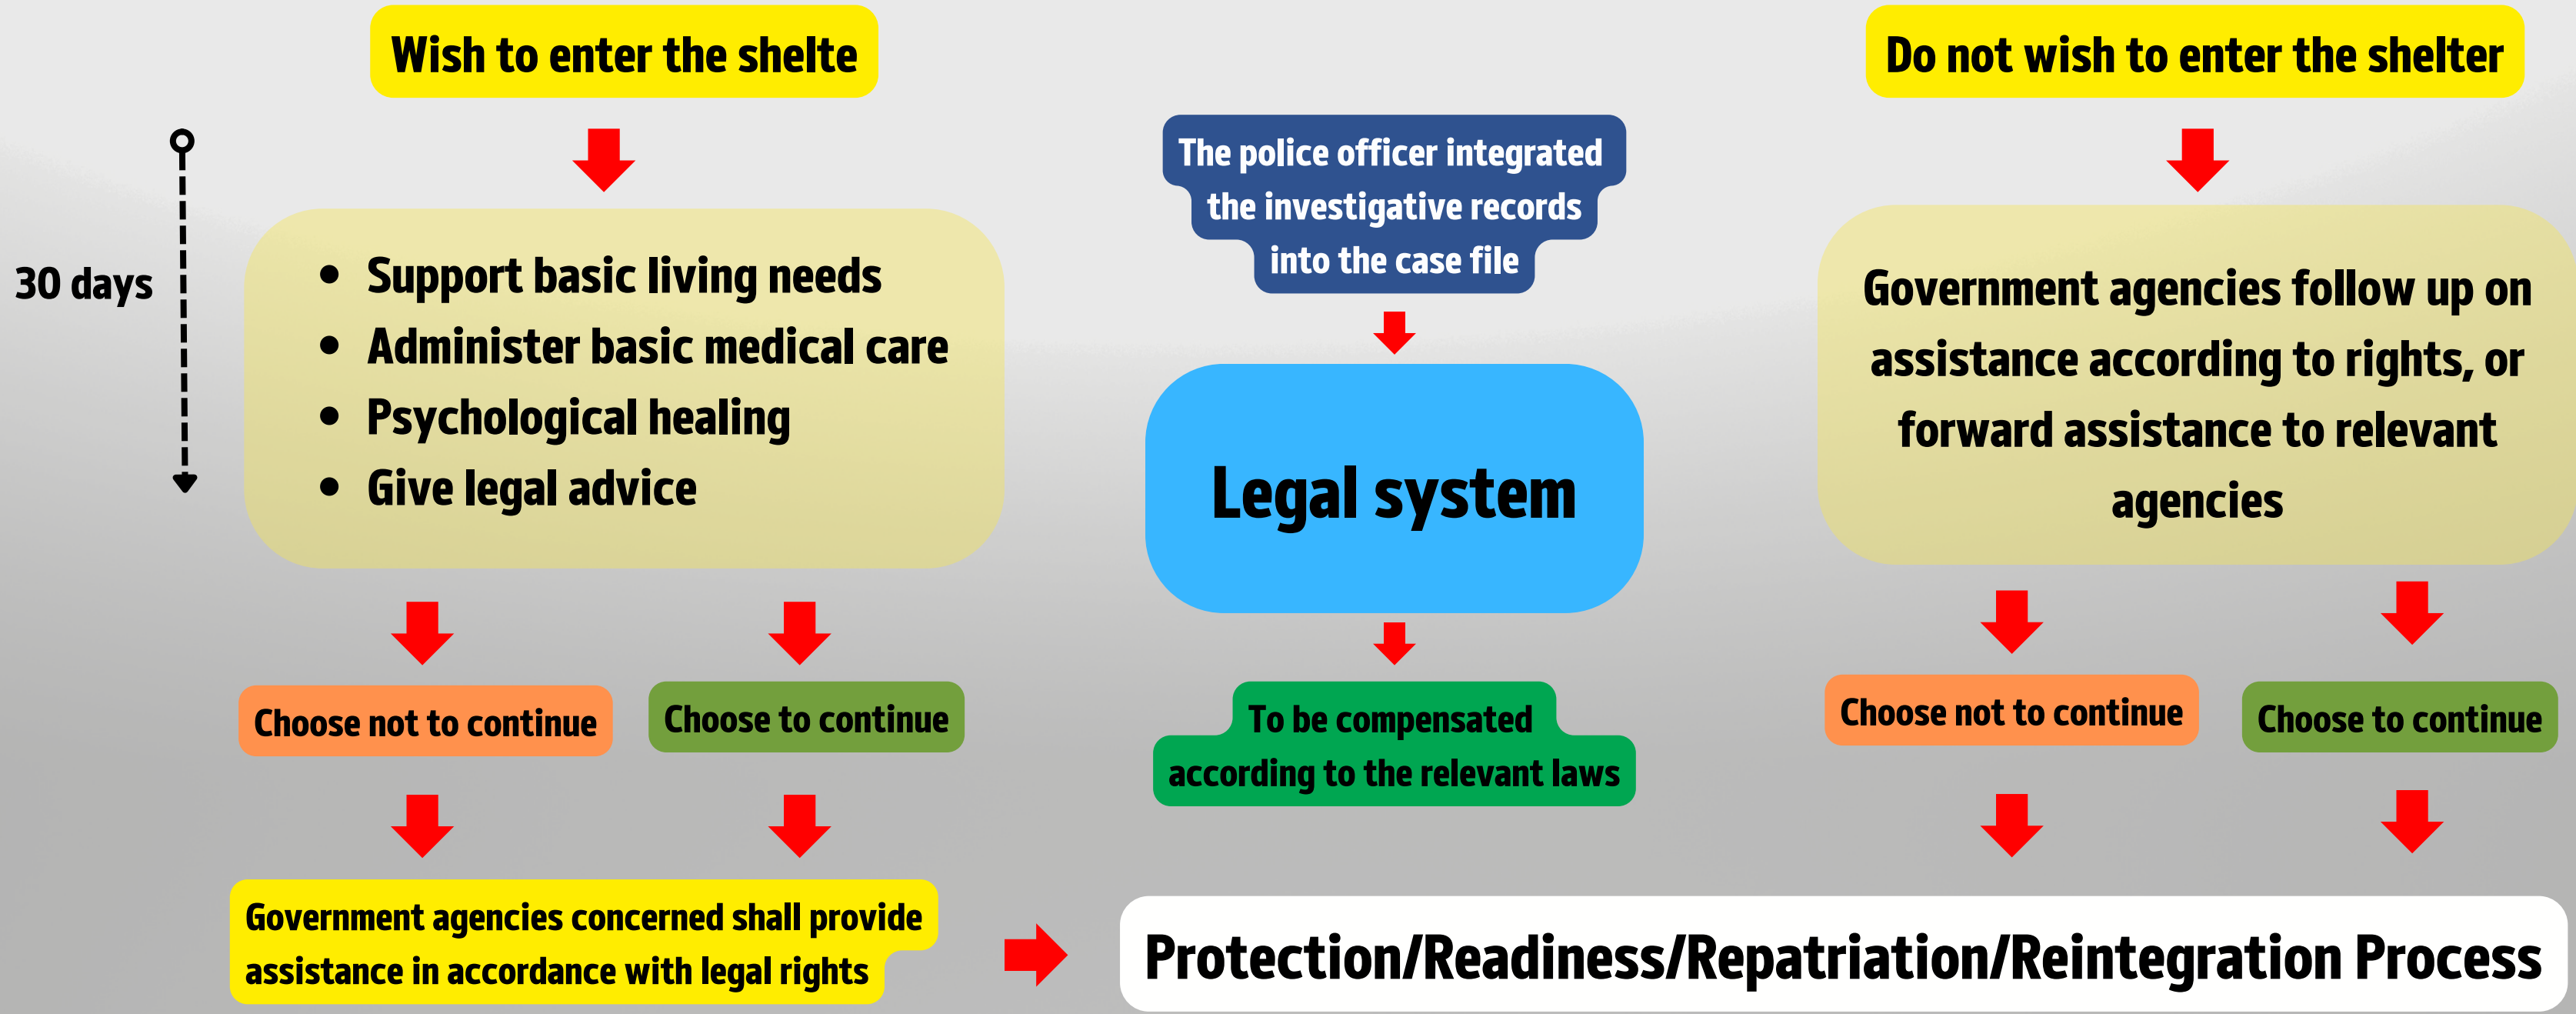 Wish to enter the shelte
30 days
• Support basic living needs
• Administer basic medical care
• Psychological healing
• Give legal advice
Choose not to continue
Choose to continue
Government agencies concerned shall provide
assistance in accordance with legal rights
The police officer integrated
the investigative records
into the case file
Legal system
To be compensated
according to the relevant laws
Do not wish to enter the shelter
Government agencies follow up on
assistance according to rights, or
forward assistance to relevant
agencies
Choose not to continue
Choose to continue
Protection/Readiness/Repatriation/Reintegration Process